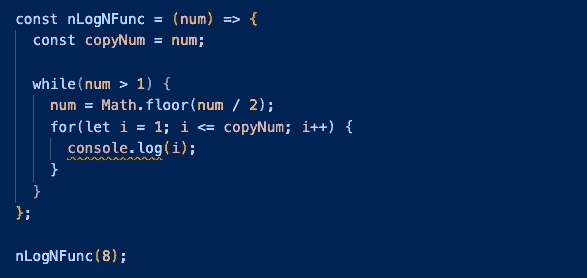 const nLogNFunc = (num) => {
  const copyNum = num;

  while(num > 1) {
    num = Math.floor(num / 2);
    for(let i = 1; i <= copyNum; i++) {
      console.log(i);
    }
  }
};

nLogNFunc(8);